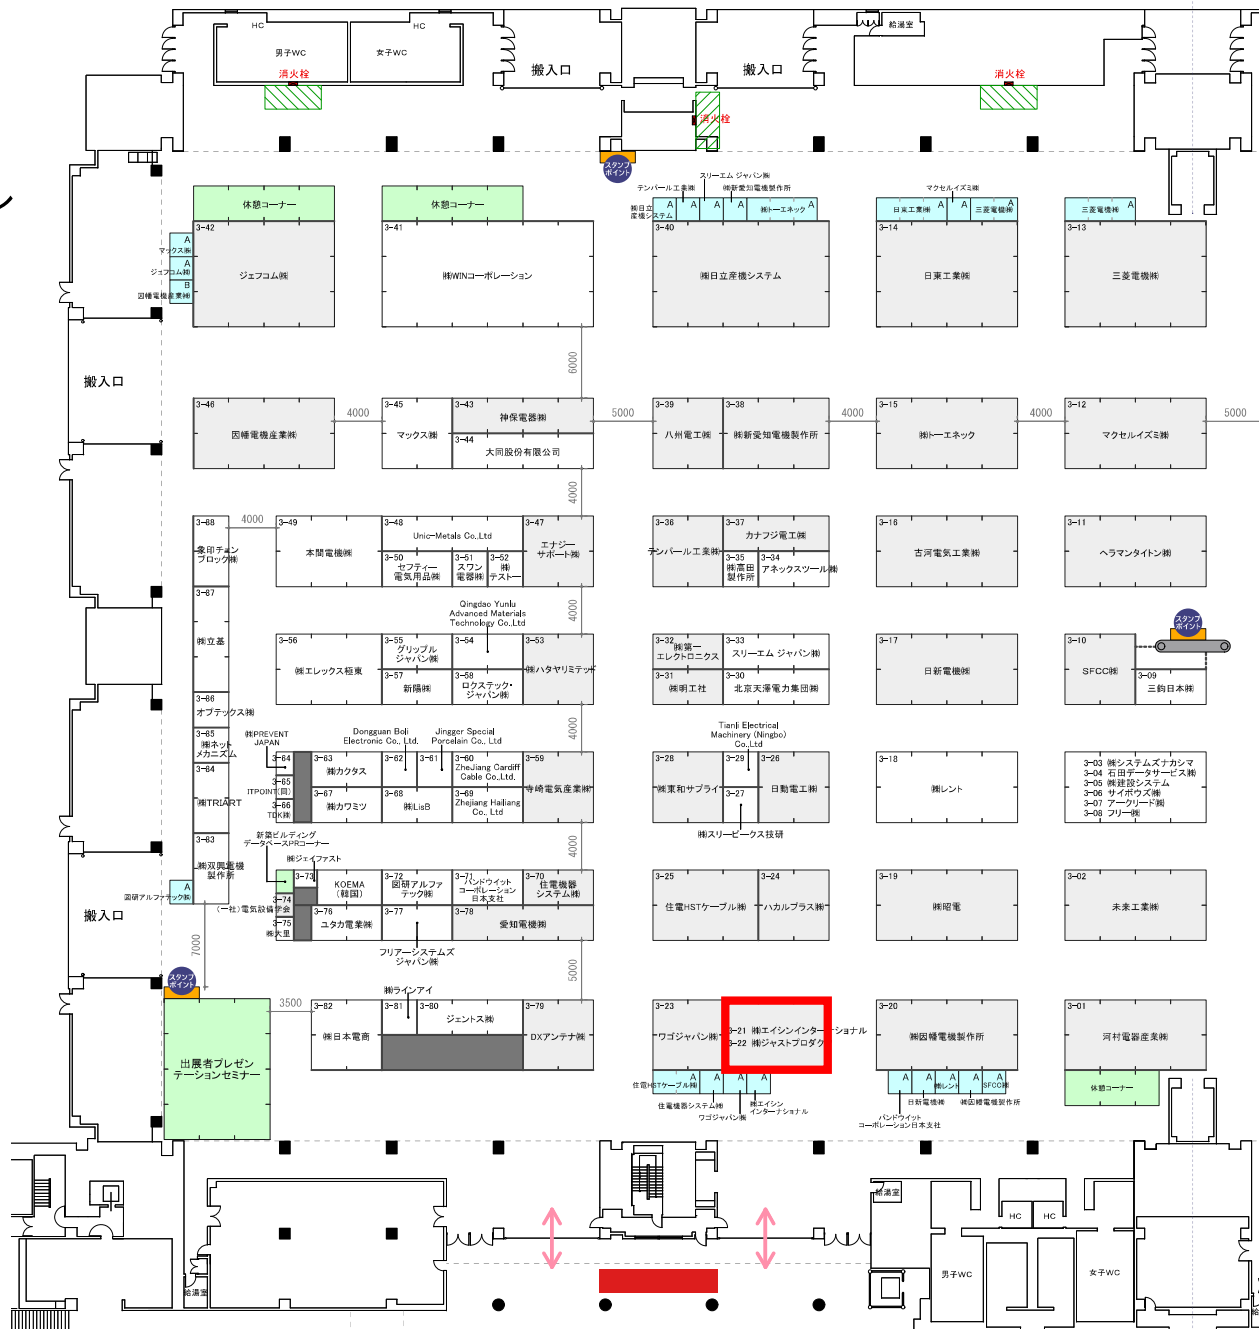 HC
HC
給湯室
男子WC
女子WC
消火栓
搬入口
搬入口
消火栓
消火栓
スタンプ
ポイント
スリーエム ジャパン㈱
テンパール工業㈱
㈱新愛知電機製作所
マクセルイズミ㈱
休憩コーナー
休憩コーナー
㈱日立
産機システム
A
A
A
A
㈱トーエネック
A
日東工業㈱
A
A
三菱電機㈱
A
三菱電機㈱
A
3-42
ジェフコム㈱
3-41
㈱WINコーポレーション
3-40
㈱日立産機システム
3-14
日東工業㈱
3-13
三菱電機㈱
A
マックス㈱
A
ジェフコム㈱
B
因幡電機産業㈱
6000
搬入口
3-46
因幡電機産業㈱
4000
3-45
マックス㈱
3-43
神保電器㈱
3-44
大同股份有限公司
5000
3-39
八州電工㈱
3-38
㈱新愛知電機製作所
4000
3-15
㈱トーエネック
4000
3-12
マクセルイズミ㈱
5000
4000
3-88
象印チェン
ブロック㈱
4000
3-49
本間電機㈱
3-48
Unic-Metals Co.,Ltd
3-50
セフティー
電気用品㈱
3-51
スワン
電器㈱
3-52
㈱
テストー
3-47
エナジー
サポート㈱
3-36
テンパール工業㈱
3-37
カナフジ電工㈱
3-35
㈱高田
製作所
3-34
アネックスツール㈱
3-16
古河電気工業㈱
3-11
ヘラマンタイトン㈱
3-87
㈱立基
4000
Qingdao Yunlu
Advanced Materials
Technology Co.,Ltd
3-56
㈱エレックス極東
3-55
グリップル
ジャパン㈱
3-54
3-57
新陽㈱
3-58
ロクステック・
ジャパン㈱
3-53
㈱ハタヤリミテッド
3-32
㈱第一
エレクトロニクス
3-33
スリーエム ジャパン㈱
3-31
㈱明工社
3-30
北京天澤電力集団㈱
3-17
日新電機㈱
3-10
SFCC㈱
スタンプ
ポイント
3-09
三鈞日本㈱
3-86
オプテックス㈱
3-85
㈱ネット
メカニズム
4000
㈱PREVENT
JAPAN
Dongguan Boli
Electronic Co., Ltd.
Jingger Special
Porcelain Co., Ltd
Tianli Electrical
Machinery (Ningbo)
Co.,Ltd
3-64
3-65
ITPOINT(同)
3-66
TDK㈱
3-63
㈱カクタス
3-62
3-61
3-60
ZheJiang Cardiff
Cable Co.,Ltd.
3-67
㈱カワミツ
3-68
㈱LisB
3-69
Zhejiang Hailiang
Co., Ltd
3-59
寺崎電気産業㈱
3-28
㈱東和サプライ
3-29
3-27
㈱スリーピークス技研
3-26
日動電工㈱
3-18
㈱レント
3-03 ㈱システムズナカシマ
3-04 石田データサービス㈱
3-05 ㈱建設システム
3-06 サイボウズ㈱
3-07 アークリード㈱
3-08 フリー㈱
3-84
㈱TRIART
3-83
㈱双興電機
製作所
4000
新築ビルディング
データベースPRコーナー
㈱ジェイファスト
A
図研アルファテック㈱
3-73
KOEMA
(韓国)
3-74
(一社)電気設備学会
3-75
㈱大里
3-76
ユタカ電業㈱
3-72
図研アルファ
テック㈱
3-71
パンドウイット
コーポレーション
日本支社
3-70
住電機器
システム㈱
3-77
フリアーシステムズ
ジャパン㈱
3-78
愛知電機㈱
3-25
住電HSTケーブル㈱
3-24
ハカルプラス㈱
3-19
㈱昭電
3-02
未来工業㈱
搬入口
7000
5000
スタンプ
ポイント
出展者プレゼン
テーションセミナー
3500
3-82
㈱日本電商
㈱ラインアイ
3-81
3-80
ジェントス㈱
3-79
DXアンテナ㈱
3-23
ワゴジャパン㈱
3-21 ㈱エイシンインターナショナル
3-22 ㈱ジャストプロダク
3-20
㈱因幡電機製作所
3-01
河村電器産業㈱
住電HSTケーブル㈱
A
A
A
A
住電機器システム㈱
ワゴジャパン㈱
㈱エイシン
インターナショナル
A
A
㈱レント
A
A
SFCC㈱
A
日新電機㈱
㈱因幡電機製作所
パンドウイット
コーポレーション日本支社
休憩コーナー
給湯室
給湯室
HC
HC
男子WC
女子WC